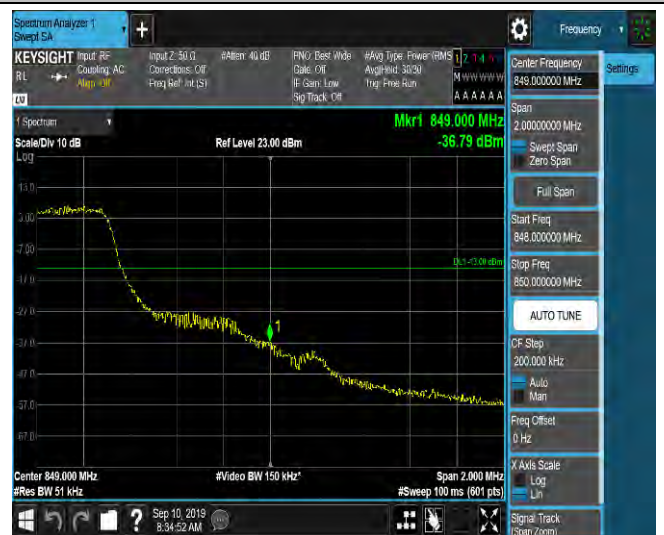 Spectrum Analyzer 1
Swept SA
+
Frequency
KEYSIGHT
RL
Input: RF
Coupling: AC
Align: Off
Input Z: 50 Ω
Corrections: Off
Freq Ref: Int (S)
#Atten: 40 dB
PNO: Best Wide
Gate: Off
IF Gain: Low
Sig Track: Off
#Avg Type: Power (RMS
Avg|Hold: 30/30
Trig: Free Run
M W W W W W
A A A A A A
1 Spectrum
Scale/Div 10 dB
Log
Ref Level 23.00 dBm
Mkr1 849.000 MHz
-36.79 dBm
13.0
3.00
-7.00
DL1 -13.00 dBm
-17.0
-27.0
1
-37.0
-47.0
-57.0
-67.0
Center 849.000 MHz
#Res BW 51 kHz
#Video BW 150 kHz*
Span 2.000 MHz
#Sweep 100 ms (601 pts)
?
Sep 10, 2019
8:34:52 AM
Center Frequency
849.000000 MHz
Settings
Span
2.00000000 MHz
Swept Span
Zero Span
Full Span
Start Freq
848.000000 MHz
Stop Freq
850.000000 MHz
AUTO TUNE
CF Step
200.000 kHz
Auto
Man
Freq Offset
0 Hz
X Axis Scale
Log
Lin
Signal Track
(Span Zoom)